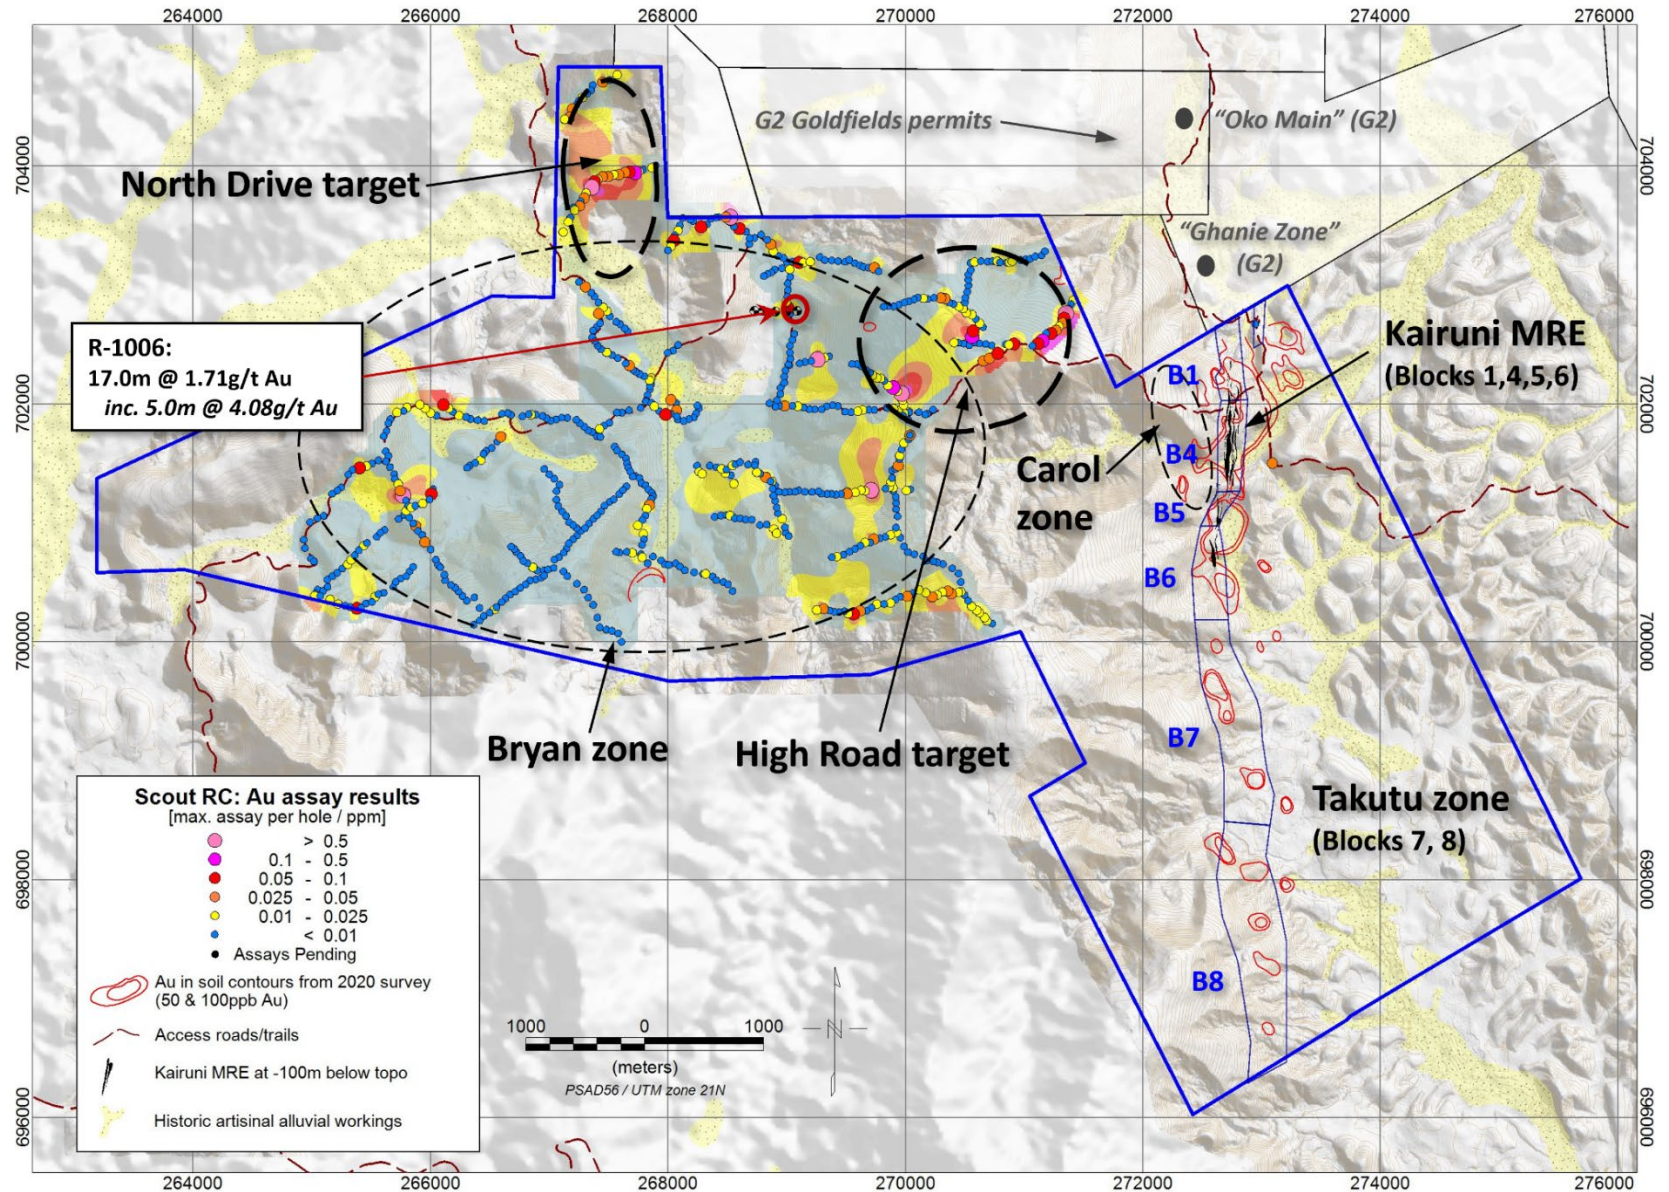 264000 266000 268000 270000 272000 274000 276000
704000
702000
700000
698000
696000
704000
702000
700000
698000
696000
264000 266000 268000 270000 272000 274000 276000
G2 Goldfields permits
"Oko Main" (G2)
North Drive target
"Ghanie Zone"
(G2)
R-1006:
17.0m @ 1.71g/t Au
inc. 5.0m @ 4.08g/t Au
Kairuni MRE
(Blocks 1,4,5,6)
B1
B4
B5
B6
B7
B8
Carol
zone
Bryan zone
High Road target
Takutu zone
(Blocks 7, 8)
Scout RC: Au assay results
[max. assay per hole / ppm]
> 0.5
0.1 - 0.5
0.05 - 0.1
0.025 - 0.05
0.01 - 0.025
< 0.01
Assays Pending
Au in soil contours from 2020 survey
(50 & 100ppb Au)
Access roads/trails
Kairuni MRE at -100m below topo
Historic artisinal alluvial workings
1000 0 1000
(meters)
PSAD56 / UTM zone 21N
N